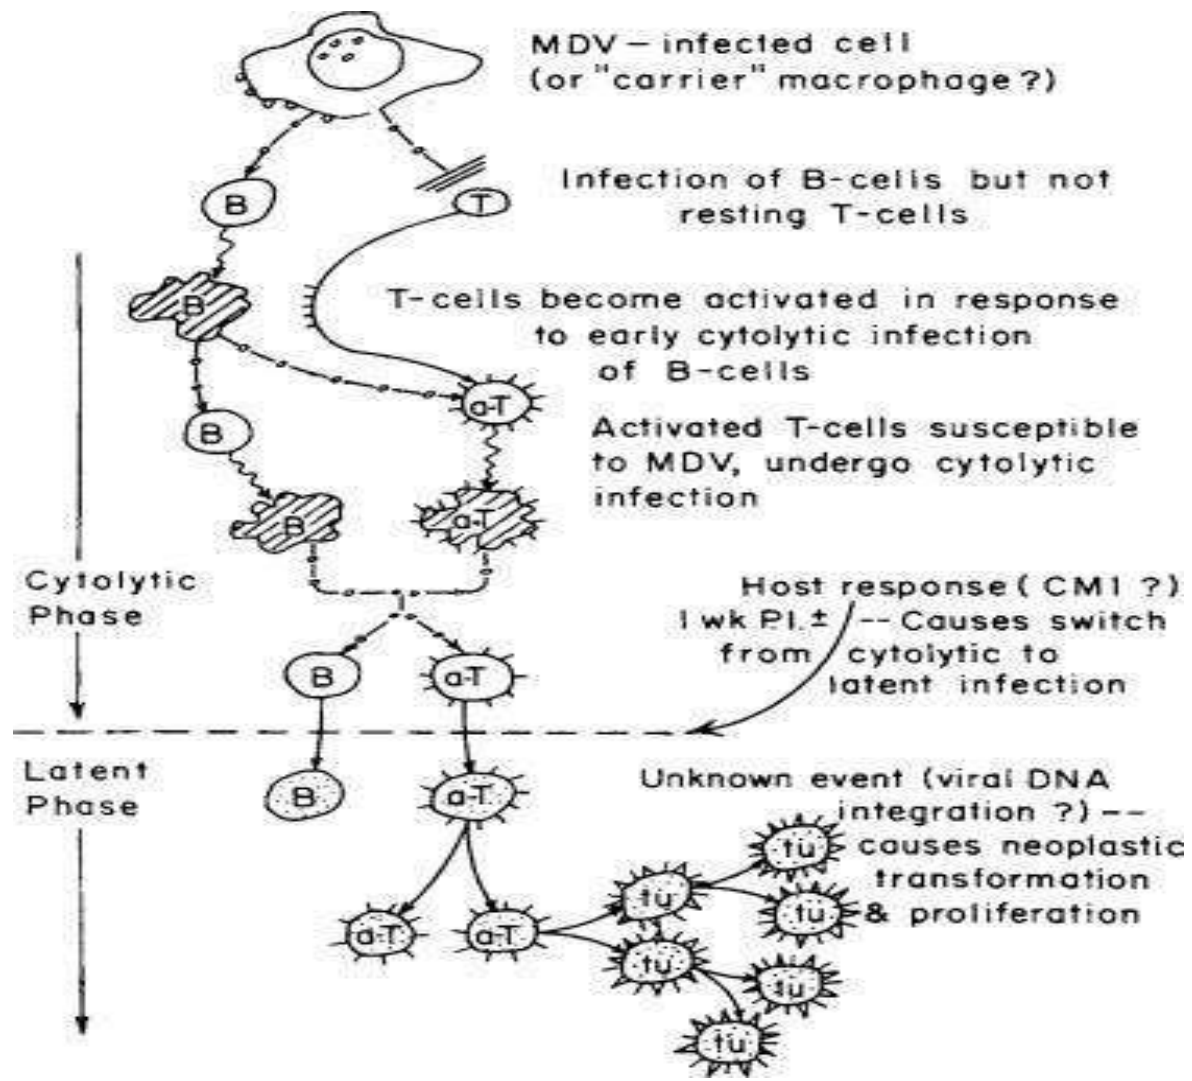 MDV-infected cell
(or "carrier" macrophage?)
B
T
Infection of B-cells but not
resting T-cells
B
T-cells become activated in response
to early cytolytic infection
of B-cells
a-T
B
Activated T-cells susceptible
to MDV, undergo cytolytic
infection
B
a-T
Cytolytic
Phase
Host response (CMI ?)
1 wk P.I. ± -- Causes switch
from cytolytic to
latent infection
B
a-T
Latent
Phase
B
a-T
Unknown event (viral DNA
integration ?) --
causes neoplastic
transformation
& proliferation
tu
tu
tu
a-T
a-T
tu
tu
tu